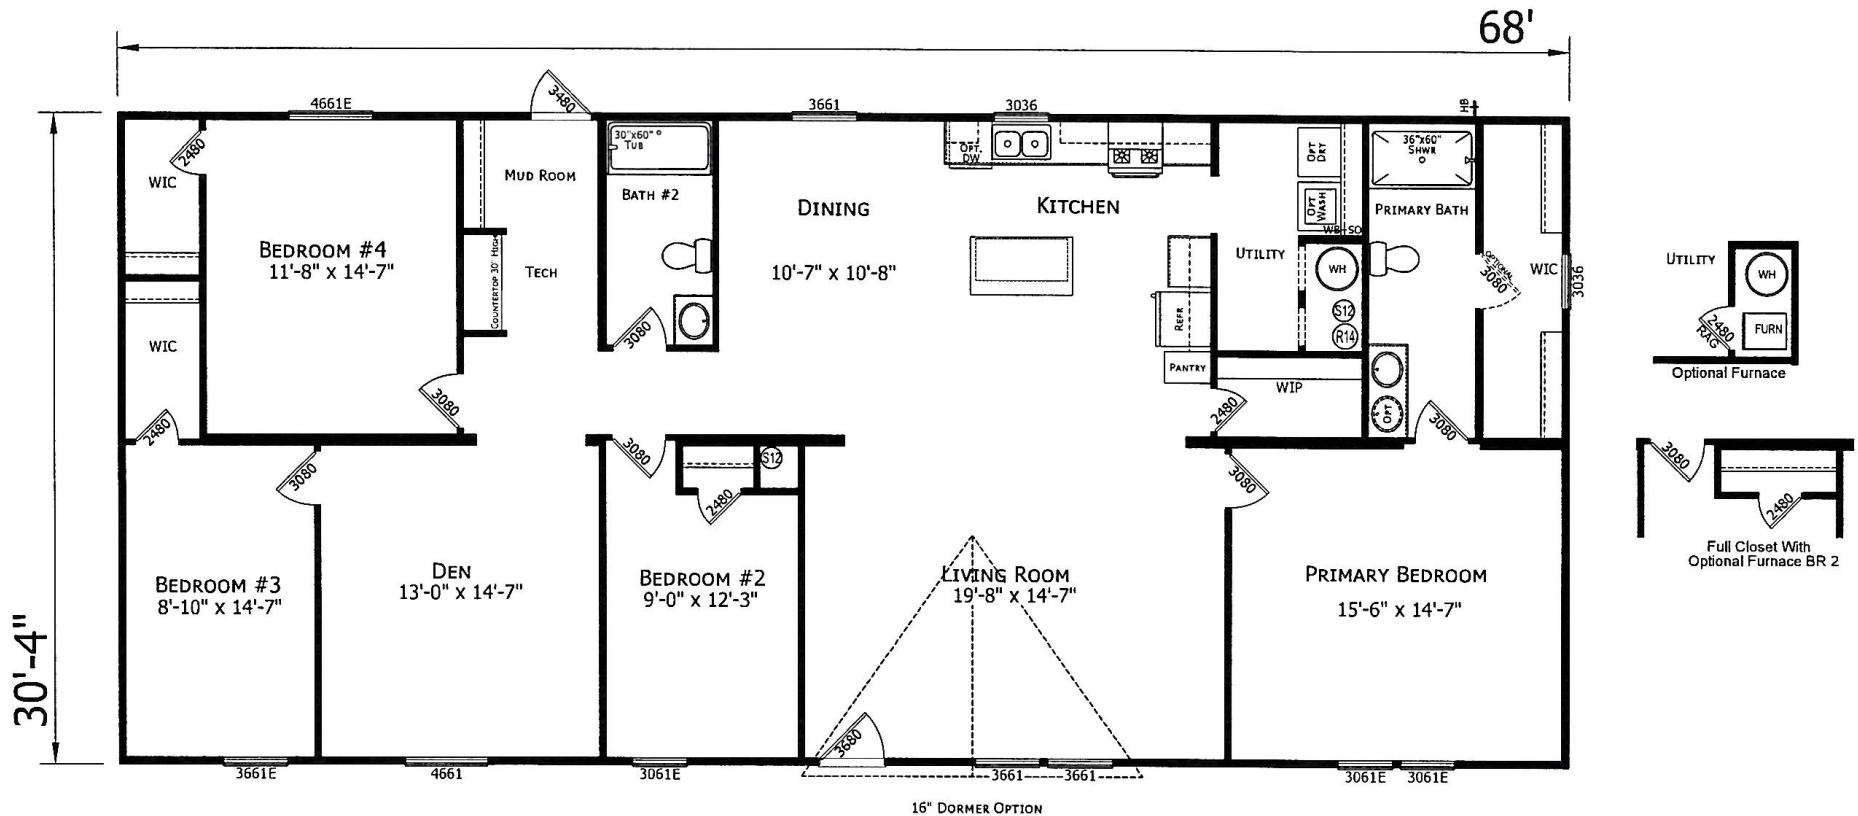 68'
30'-4"
4661E
3480
3661
3036
HB
2480
WIC
BEDROOM #4
11'-8" x 14'-7"
MUD ROOM
TECH
COUNTERTOP 30" HIGH
30"x60"
TUB
BATH #2
3080
DINING
10'-7" x 10'-8"
KITCHEN
OPT.
DW
REFR
PANTRY
OPT
DRY
OPT
WASH
WB-SO
UTILITY
WH
S12
R14
36"x60"
SHWR
PRIMARY BATH
OPTIONAL
3080
WIC
3036
OPT
WIP
2480
3080
WIC
2480
3080
3080
BEDROOM #3
8'-10" x 14'-7"
DEN
13'-0" x 14'-7"
3080
S12
2480
BEDROOM #2
9'-0" x 12'-3"
LIVING ROOM
19'-8" x 14'-7"
3080
PRIMARY BEDROOM
15'-6" x 14'-7"
3680
3661E
4661
3061E
3661
3661
3061E
3061E
16" DORMER OPTION
UTILITY
WH
2480
RAG
FURN
Optional Furnace
3080
2480
Full Closet With
Optional Furnace BR 2